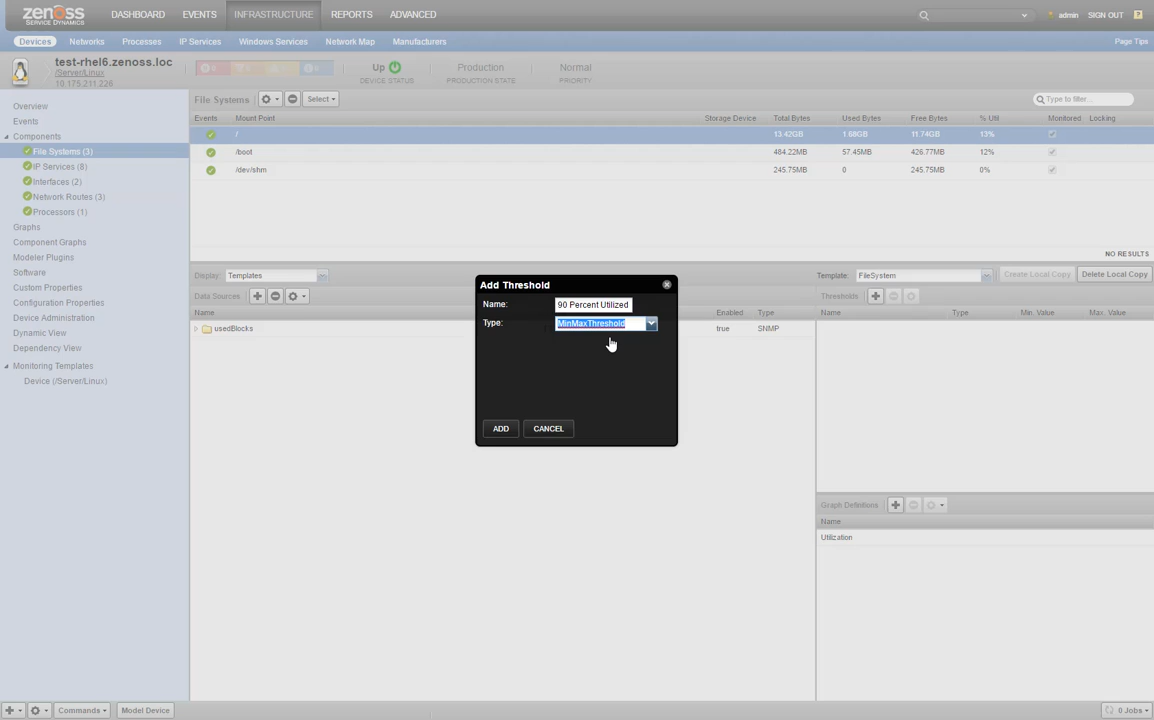 zenoss
SERVICE DYNAMICS
DASHBOARD EVENTS INFRASTRUCTURE REPORTS ADVANCED
admin SIGN OUT ?
Devices Networks Processes IP Services Windows Services Network Map Manufacturers
Page Tips
test-rhel6.zenoss.loc
/Server/Linux
10.175.211.226
Up
DEVICE STATUS
Production
PRODUCTION STATE
Normal
PRIORITY
Overview
Events
Components
File Systems (3)
IP Services (8)
Interfaces (2)
Network Routes (3)
Processors (1)
Graphs
Component Graphs
Modeler Plugins
Software
Custom Properties
Configuration Properties
Device Administration
Dynamic View
Dependency View
Monitoring Templates
Device (/Server/Linux)
File Systems Select
Type to filter...
Events Mount Point Storage Device Total Bytes Used Bytes Free Bytes % Util Monitored Locking
/ 13.42GB 1.68GB 11.74GB 13%
/boot 484.22MB 57.45MB 426.77MB 12%
/dev/shm 245.75MB 0 245.75MB 0%
NO RESULTS
Display: Templates
Template: FileSystem Create Local Copy Delete Local Copy
Data Sources
Name Enabled Type
usedBlocks true SNMP
Thresholds
Name Type Min. Value Max. Value
Add Threshold
Name: 90 Percent Utilized
Type: MinMaxThreshold
ADD CANCEL
Graph Definitions
Name
Utilization
Commands Model Device
0 Jobs